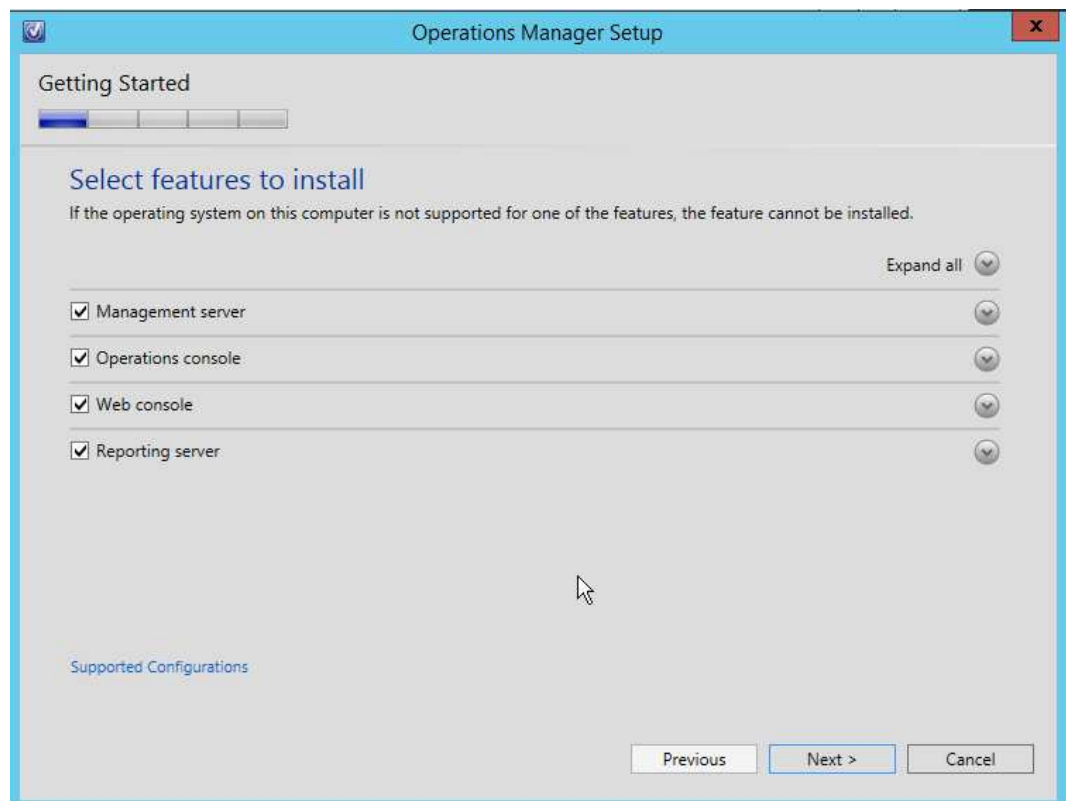 Operations Manager Setup
x
Getting Started
Select features to install
If the operating system on this computer is not supported for one of the features, the feature cannot be installed.
Expand all
Management server
Operations console
Web console
Reporting server
Supported Configurations
Previous
Next >
Cancel